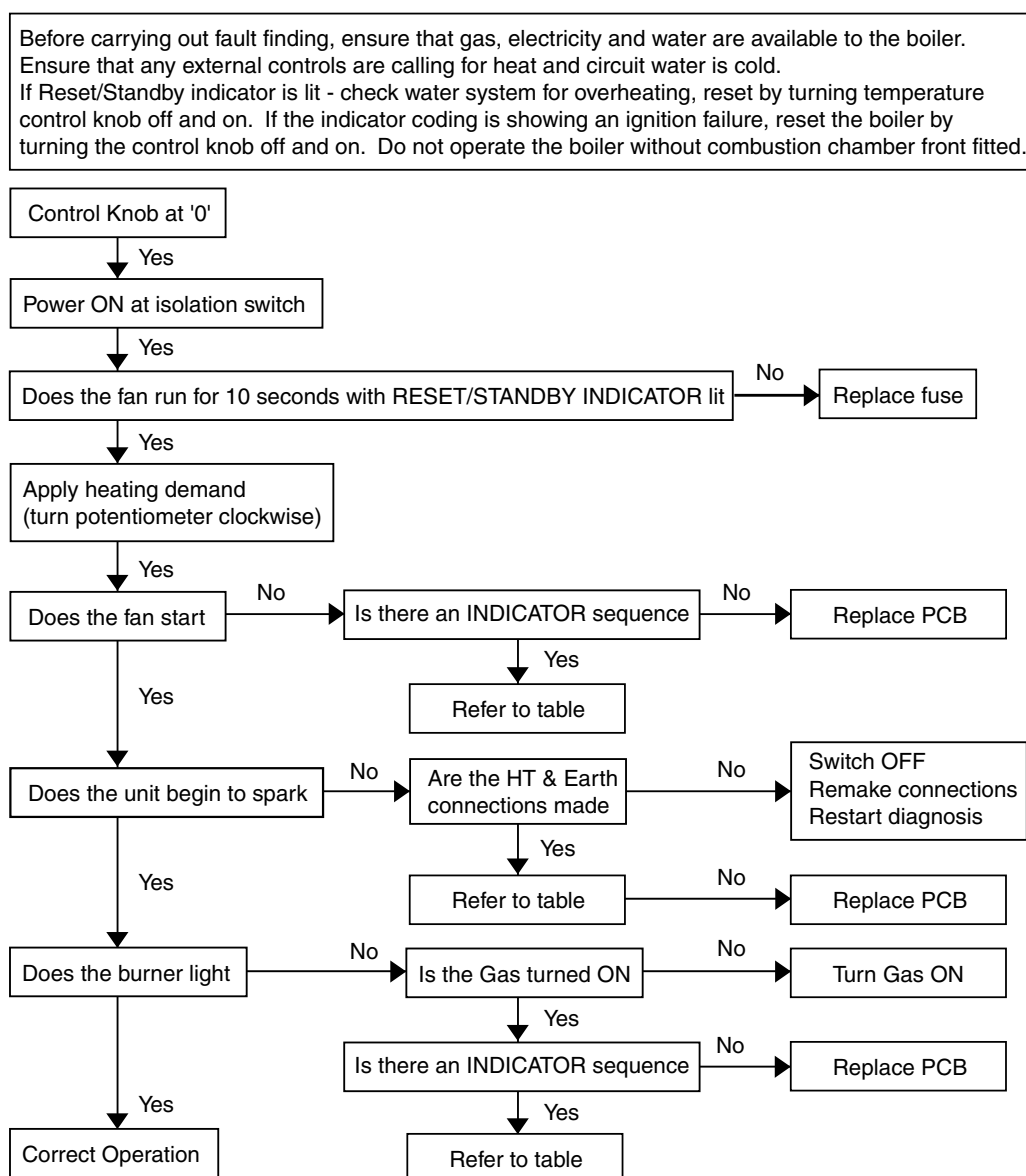 Before carrying out fault finding, ensure that gas, electricity and water are available to the boiler.
Ensure that any external controls are calling for heat and circuit water is cold.
If Reset/Standby indicator is lit - check water system for overheating, reset by turning temperature
control knob off and on.  If the indicator coding is showing an ignition failure, reset the boiler by
turning the control knob off and on.  Do not operate the boiler without combustion chamber front fitted.
Control Knob at '0'
Yes
Power ON at isolation switch
Yes
Does the fan run for 10 seconds with RESET/STANDBY INDICATOR lit
No
Replace fuse
Yes
Apply heating demand
(turn potentiometer clockwise)
Yes
Does the fan start
No
Is there an INDICATOR sequence
No
Replace PCB
Yes
Refer to table
Yes
Does the unit begin to spark
No
Are the HT & Earth
connections made
No
Switch OFF
Remake connections
Restart diagnosis
Yes
Refer to table
No
Replace PCB
Yes
Does the burner light
No
Is the Gas turned ON
No
Turn Gas ON
Yes
Is there an INDICATOR sequence
No
Replace PCB
Yes
Refer to table
Yes
Correct Operation